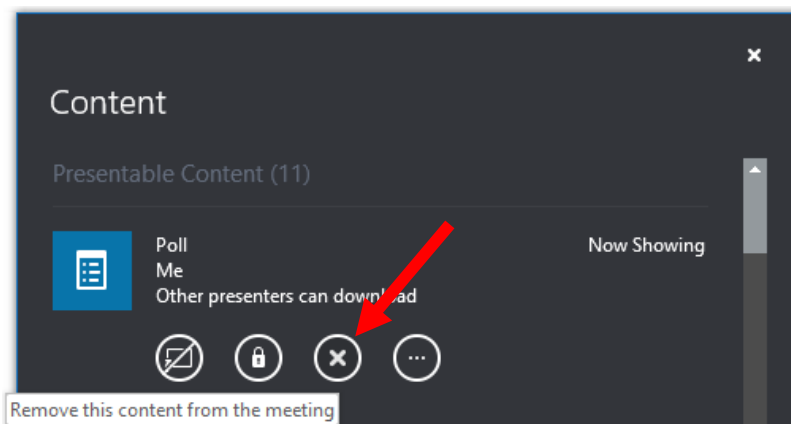 Content
Presentable Content (11)
Poll
Now Showing
Me
Other presenters can download
Remove this content from the meeting